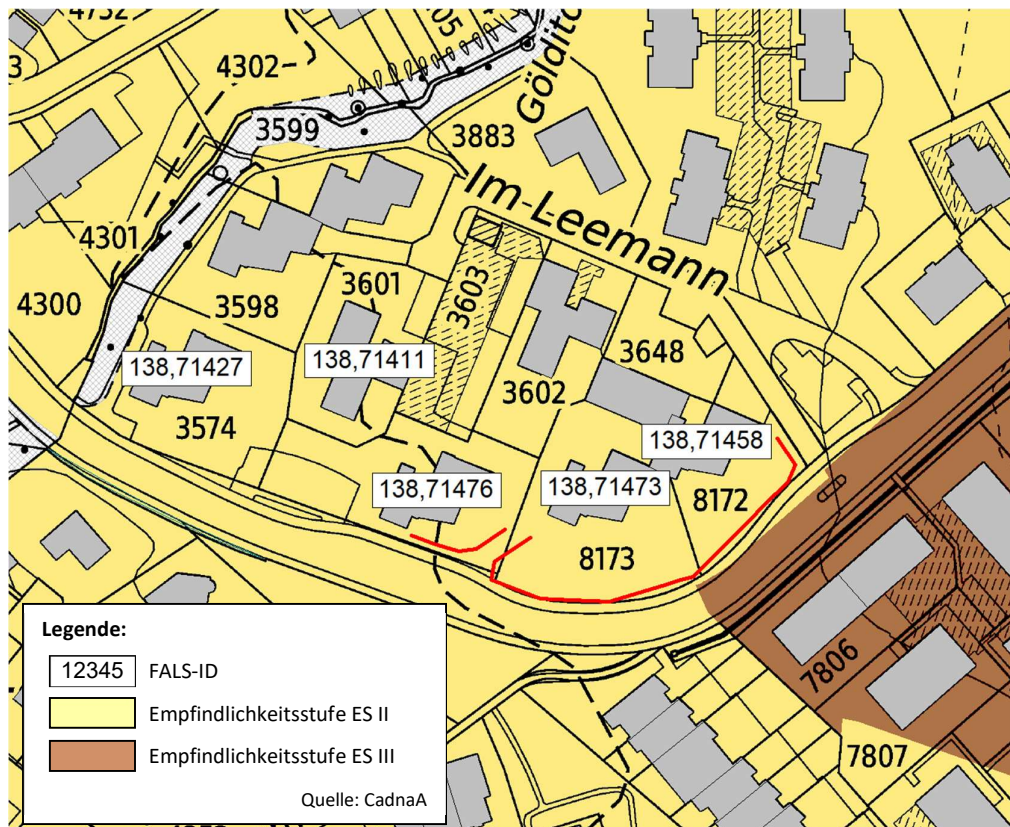 4302
Göldito
3599
3883
Im Leemann
4301
4300
3598
3601
3603
3648
138,71427
138,71411
3602
3574
138,71458
138,71476
138,71473
8172
8173
Legende:
12345 FALS-ID
Empfindlichkeitsstufe ES II
Empfindlichkeitsstufe ES III
Quelle: CadnaA
7806
7807